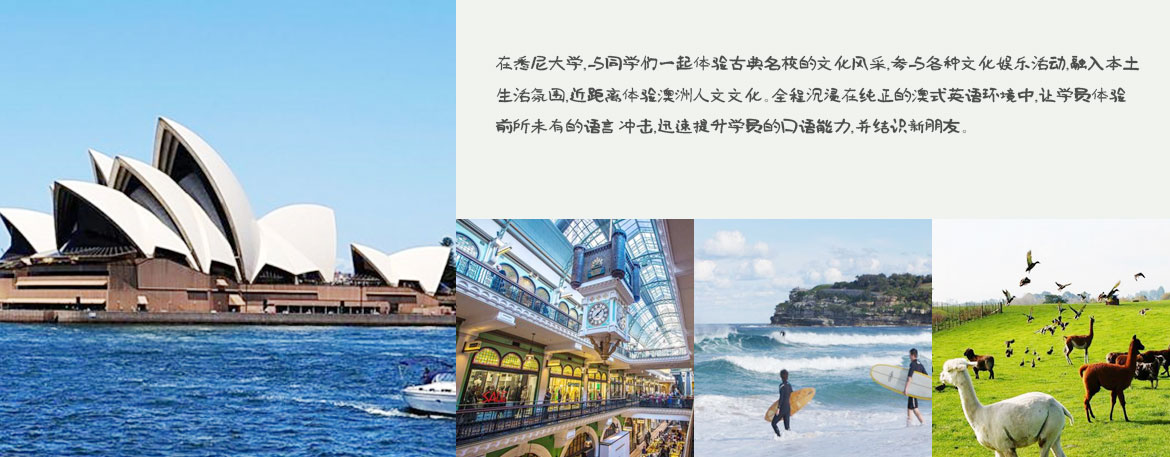 在悉尼大学,与同学们一起体验古典名校的文化风采,参与各种文化娱乐活动,融入本土
生活氛围,近距离体验澳洲人文文化。全程沉浸在纯正的澳式英语环境中,让学员体验
前所未有的语言冲击,迅速提升学员的口语能力,并结识新朋友。